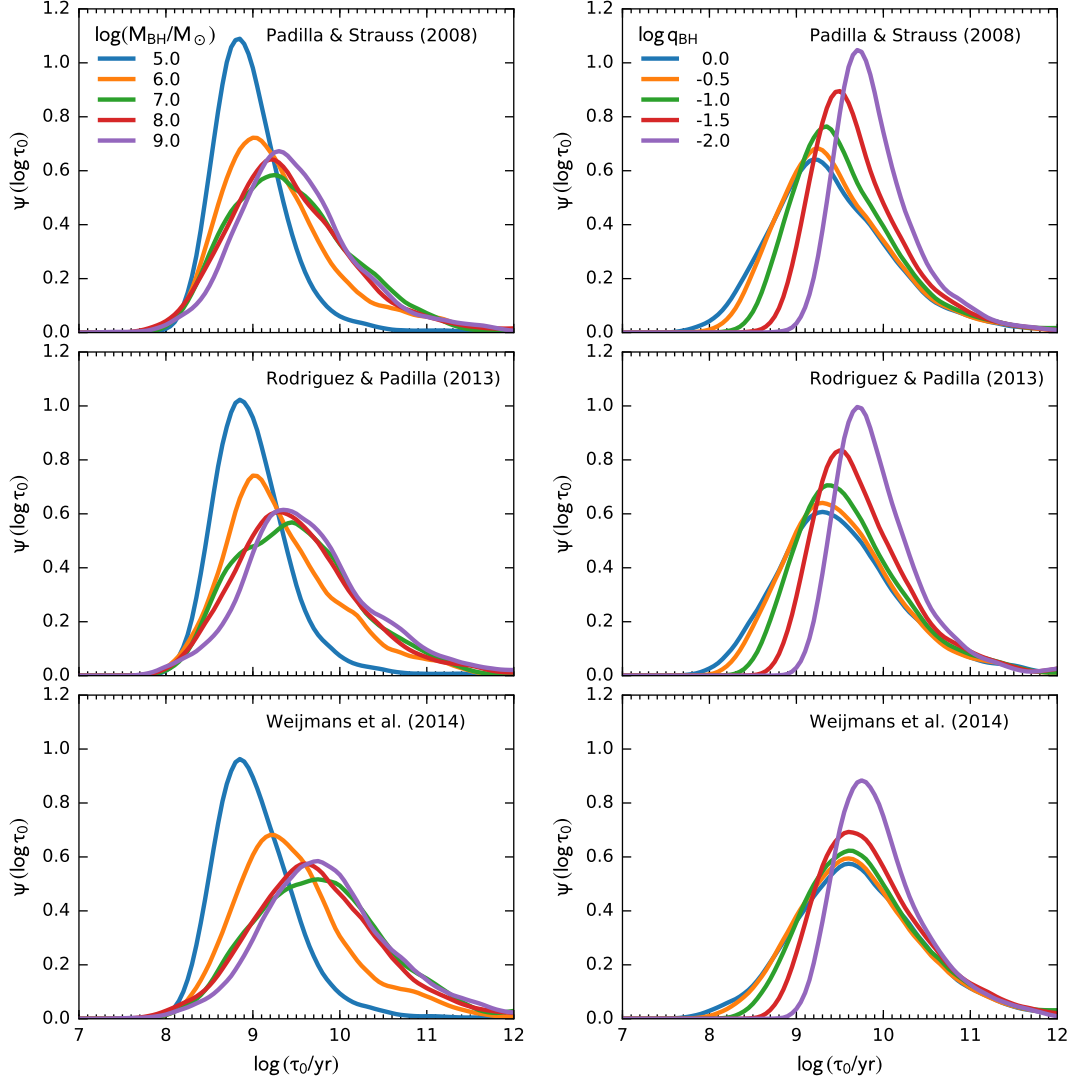 1.2
1.0
0.8
0.6
0.4
0.2
0.0
ψ(log τ₀)
log(M_BH/M_⊙)
5.0
6.0
7.0
8.0
9.0
Padilla & Strauss (2008)
1.2
1.0
0.8
0.6
0.4
0.2
0.0
ψ(log τ₀)
log q_BH
0.0
-0.5
-1.0
-1.5
-2.0
Padilla & Strauss (2008)
1.2
1.0
0.8
0.6
0.4
0.2
0.0
ψ(log τ₀)
Rodriguez & Padilla (2013)
1.2
1.0
0.8
0.6
0.4
0.2
0.0
ψ(log τ₀)
Rodriguez & Padilla (2013)
1.2
1.0
0.8
0.6
0.4
0.2
0.0
ψ(log τ₀)
Weijmans et al. (2014)
7 8 9 10 11 12
log (τ₀/yr)
1.2
1.0
0.8
0.6
0.4
0.2
0.0
ψ(log τ₀)
Weijmans et al. (2014)
7 8 9 10 11 12
log (τ₀/yr)